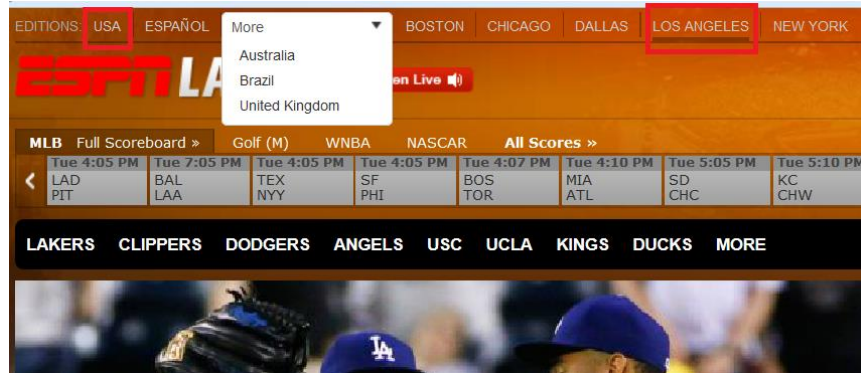 EDITIONS: USA ESPAÑOL More BOSTON CHICAGO DALLAS LOS ANGELES NEW YORK
Australia
Brazil
United Kingdom
ESPN LA
en Live
MLB Full Scoreboard » Golf (M) WNBA NASCAR All Scores »
Tue 4:05 PM Tue 7:05 PM Tue 4:05 PM Tue 4:05 PM Tue 4:07 PM Tue 4:10 PM Tue 5:05 PM Tue 5:10 PM
LAD BAL TEX SF BOS MIA SD KC
PIT LAA NYY PHI TOR ATL CHC CHW
LAKERS CLIPPERS DODGERS ANGELS USC UCLA KINGS DUCKS MORE
LA